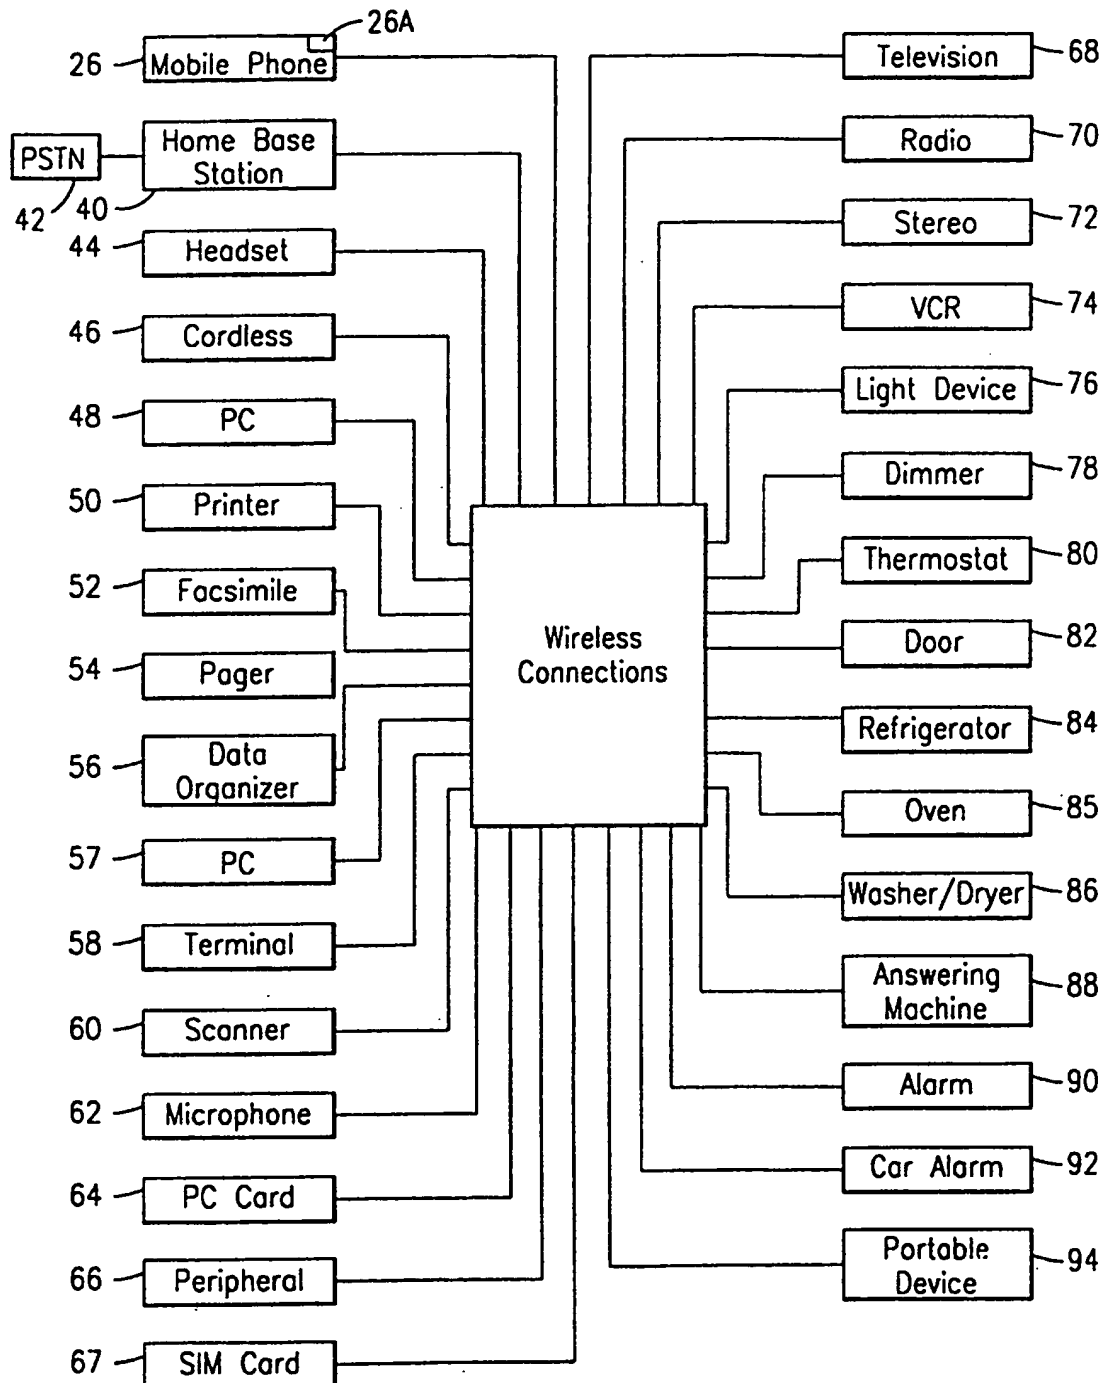 26A
26 Mobile Phone
PSTN
42
Home Base
Station
40
44 Headset
46 Cordless
48 PC
50 Printer
52 Facsimile
54 Pager
56 Data
Organizer
57 PC
58 Terminal
60 Scanner
62 Microphone
64 PC Card
66 Peripheral
67 SIM Card
Wireless
Connections
Television 68
Radio 70
Stereo 72
VCR 74
Light Device 76
Dimmer 78
Thermostat 80
Door 82
Refrigerator 84
Oven 85
Washer/Dryer 86
Answering
Machine 88
Alarm 90
Car Alarm 92
Portable
Device 94